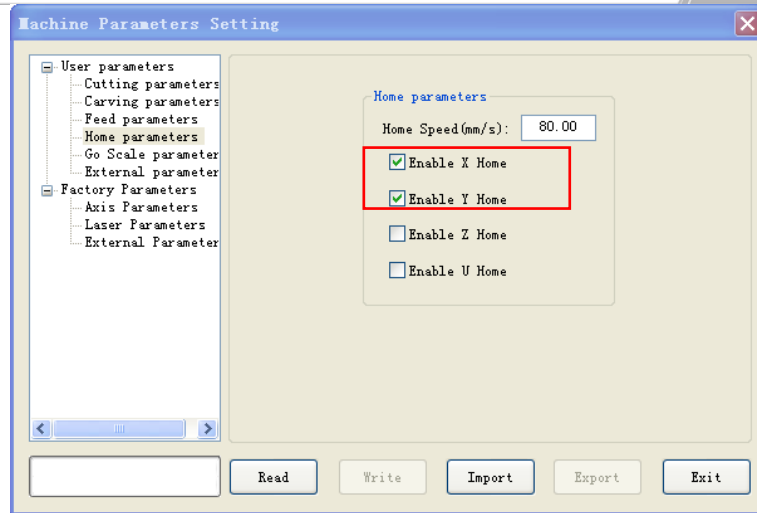 Machine Parameters Setting
User parameters
Cutting parameters
Carving parameters
Feed parameters
Home parameters
Go Scale parameter
External parameter
Factory Parameters
Axis Parameters
Laser Parameters
External Parameter
Home parameters
Home Speed(mm/s): 80.00
Enable X Home
Enable Y Home
Enable Z Home
Enable U Home
Read Write Import Export Exit